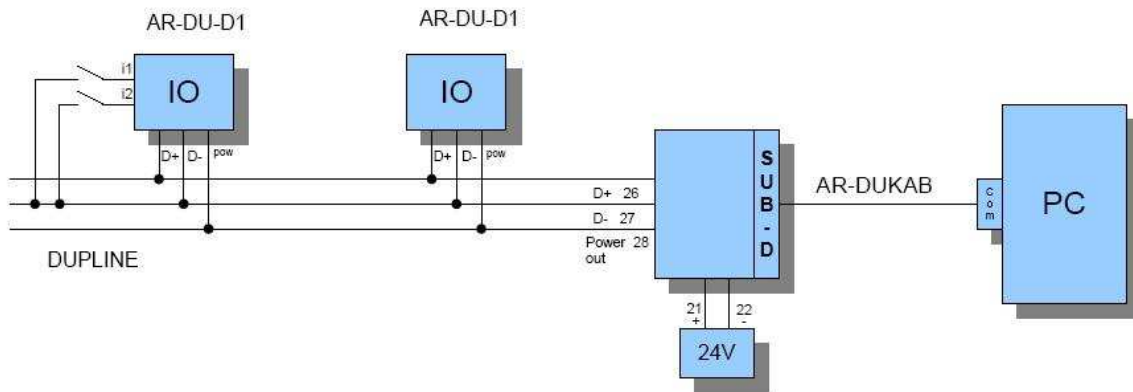 AR-DU-D1
AR-DU-D1
i1
i2
IO
IO
D+ D- pow
D+ D- pow
D+ 26
D- 27
Power 28
out
DUPLINE
SUB-D
AR-DUKAB
com
PC
21 22
+ -
24V